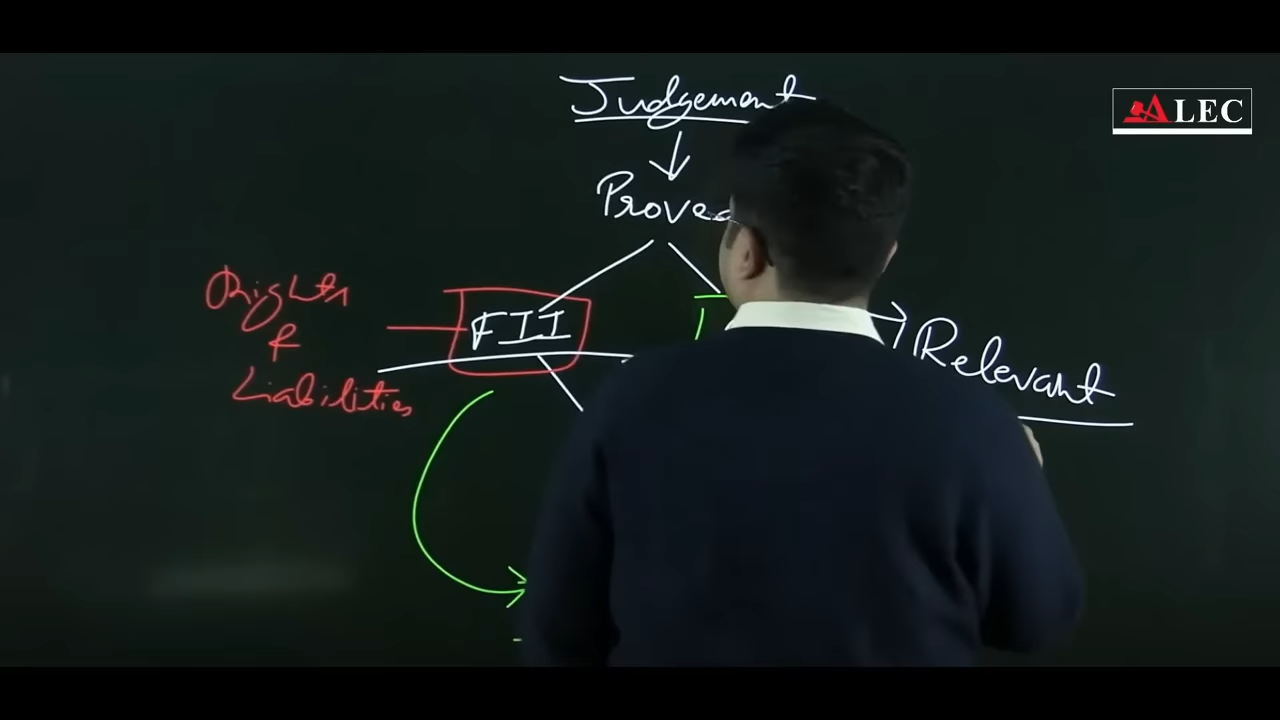 Judgement
ALEC
Proved
Rights
&
Liabilities
FII
Relevant